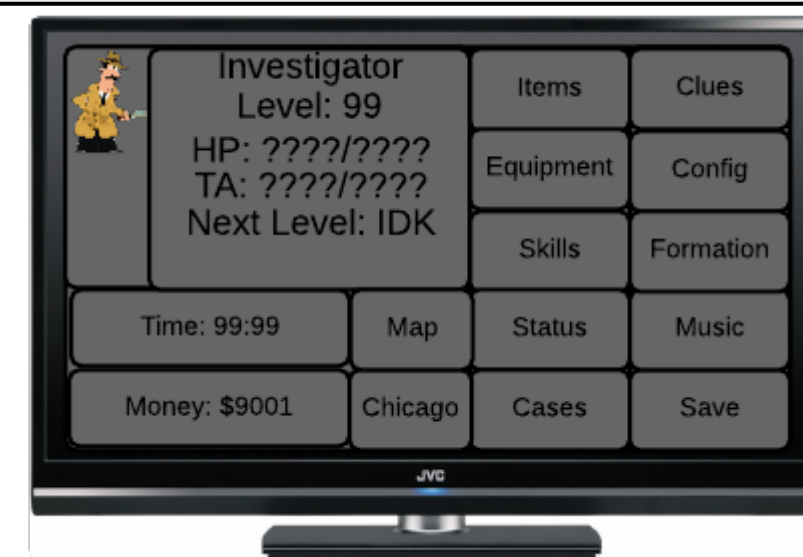 Investigator
Level: 99
HP: ????/????
TA: ????/????
Next Level: IDK
Items
Clues
Equipment
Config
Skills
Formation
Time: 99:99
Map
Status
Music
Money: $9001
Chicago
Cases
Save
JVC